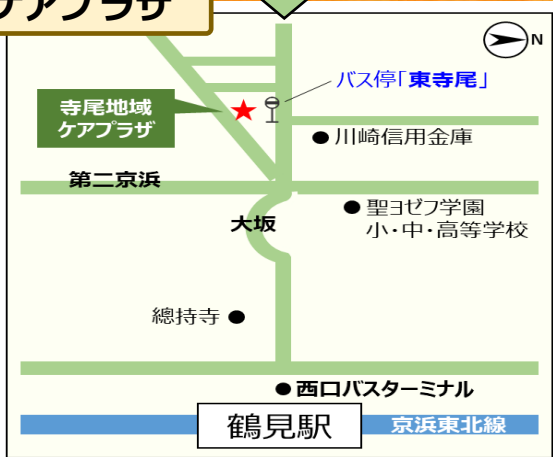 ケアプラザ
N
バス停「東寺尾」
寺尾地域
ケアプラザ
川崎信用金庫
第二京浜
聖ヨゼフ学園
小・中・高等学校
大坂
總持寺
西口バスターミナル
鶴見駅
京浜東北線